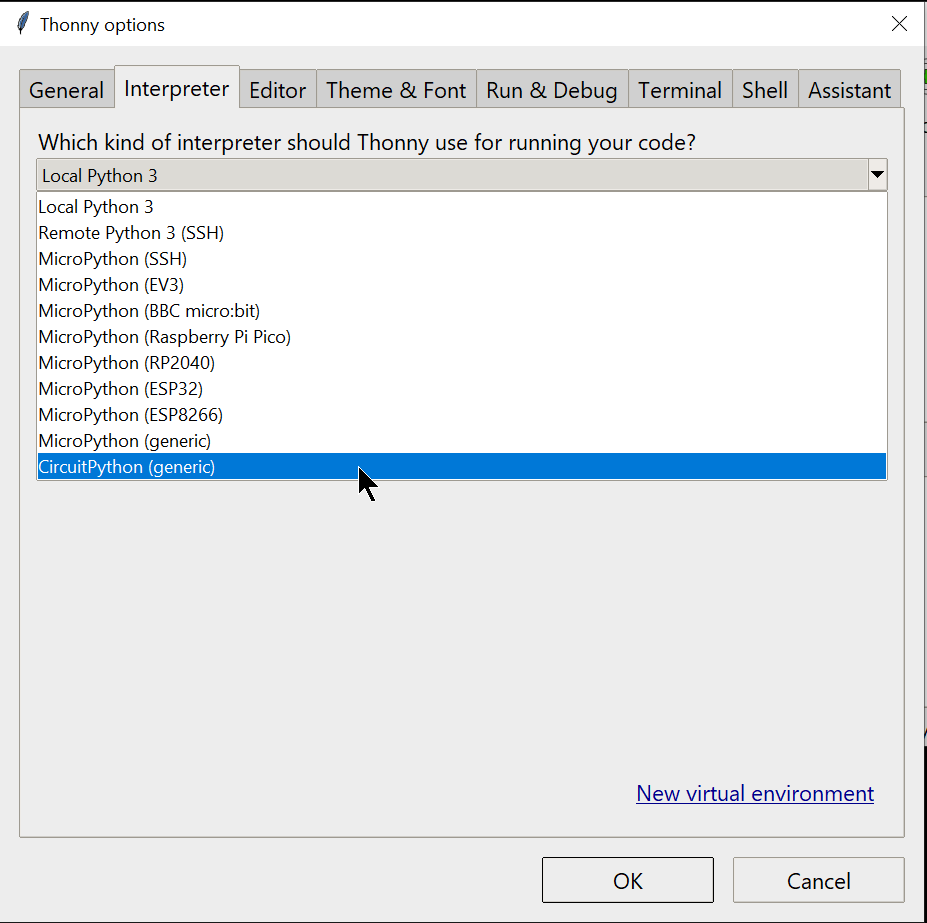 Thonny options
General Interpreter Editor Theme & Font Run & Debug Terminal Shell Assistant
Which kind of interpreter should Thonny use for running your code?
Local Python 3
Local Python 3
Remote Python 3 (SSH)
MicroPython (SSH)
MicroPython (EV3)
MicroPython (BBC micro:bit)
MicroPython (Raspberry Pi Pico)
MicroPython (RP2040)
MicroPython (ESP32)
MicroPython (ESP8266)
MicroPython (generic)
CircuitPython (generic)
New virtual environment
OK Cancel